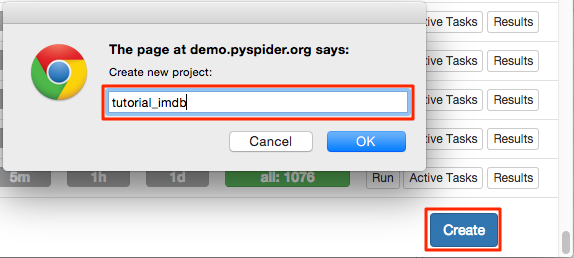 The page at demo.pyspider.org says:
Create new project:
tutorial_imdb
Cancel
OK
Active Tasks
Results
Active Tasks
Results
Active Tasks
Results
Active Tasks
Results
5m
1h
1d
all: 1076
Run
Active Tasks
Results
Create